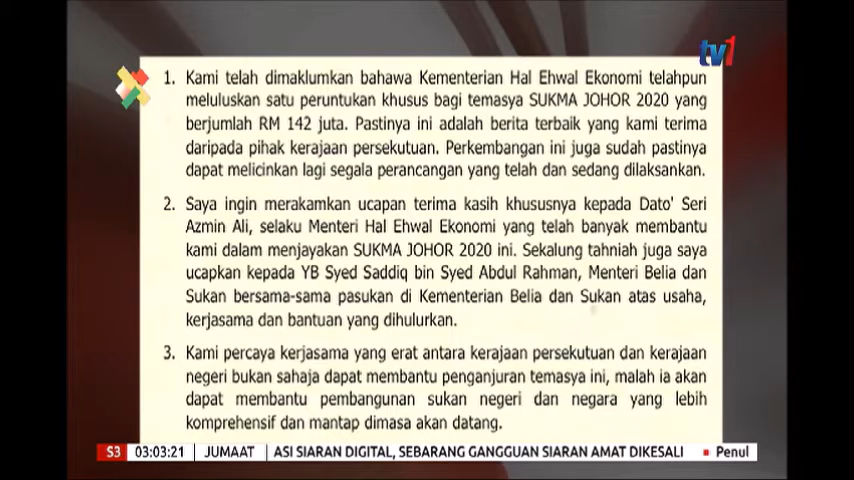 tv1
1. Kami telah dimaklumkan bahawa Kementerian Hal Ehwal Ekonomi telahpun
meluluskan satu peruntukan khusus bagi temasya SUKMA JOHOR 2020 yang
berjumlah RM 142 juta. Pastinya ini adalah berita terbaik yang kami terima
daripada pihak kerajaan persekutuan. Perkembangan ini juga sudah pastinya
dapat melicinkan lagi segala perancangan yang telah dan sedang dilaksankan.
2. Saya ingin merakamkan ucapan terima kasih khususnya kepada Dato' Seri
Azmin Ali, selaku Menteri Hal Ehwal Ekonomi yang telah banyak membantu
kami dalam menjayakan SUKMA JOHOR 2020 ini. Sekalung tahniah juga saya
ucapkan kepada YB Syed Saddiq bin Syed Abdul Rahman, Menteri Belia dan
Sukan bersama-sama pasukan di Kementerian Belia dan Sukan atas usaha,
kerjasama dan bantuan yang dihulurkan.
3. Kami percaya kerjasama yang erat antara kerajaan persekutuan dan kerajaan
negeri bukan sahaja dapat membantu penganjuran temasya ini, malah ia akan
dapat membantu pembangunan sukan negeri dan negara yang lebih
komprehensif dan mantap dimasa akan datang.
S3 03:03:21 JUMAAT ASI SIARAN DIGITAL, SEBARANG GANGGUAN SIARAN AMAT DIKESALI ▪ Penul